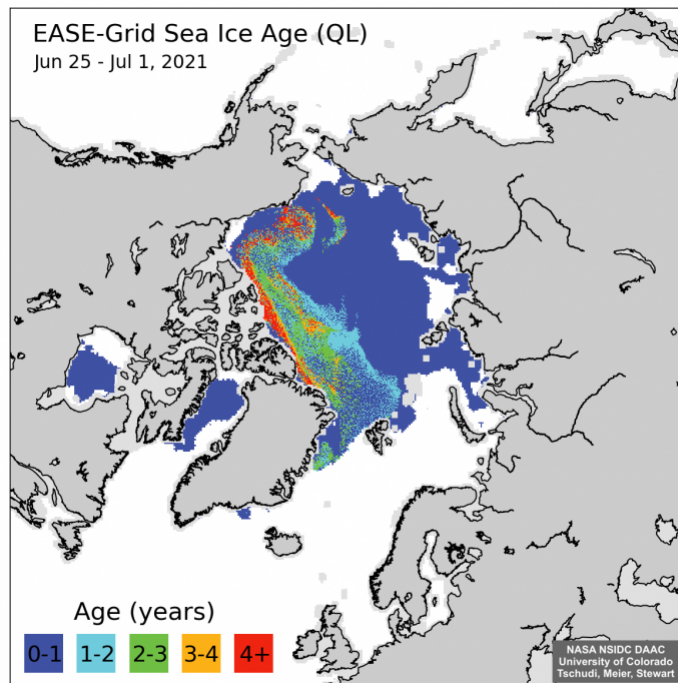 EASE-Grid Sea Ice Age (QL)
Jun 25 - Jul 1, 2021
Age (years)
0-1 1-2 2-3 3-4 4+
NASA NSIDC DAAC
University of Colorado
Tschudi, Meier, Stewart